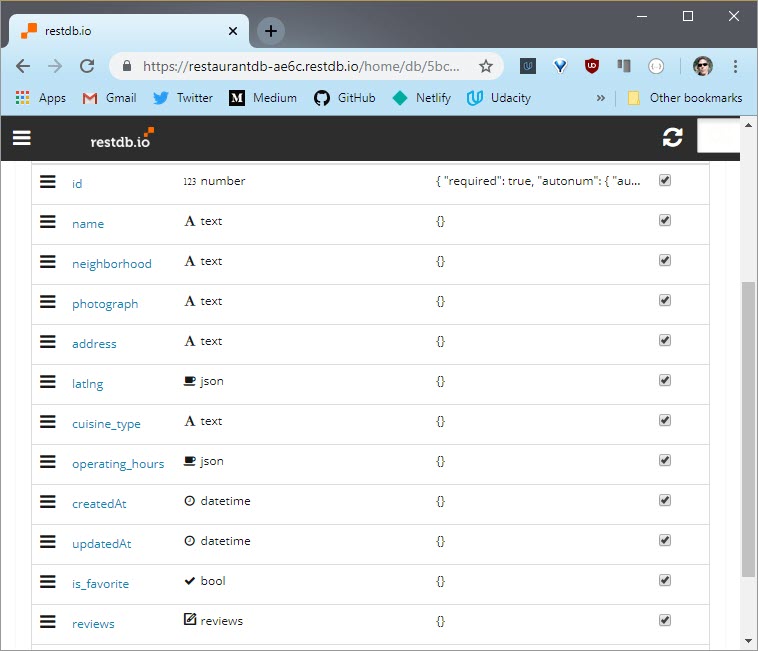 restdb.io
https://restaurantdb-ae6c.restdb.io/home/db/5bc...
Apps Gmail Twitter M Medium GitHub Netlify Udacity » Other bookmarks
restdb.io
id 123 number { "required": true, "autonum": { "au...
name A text {}
neighborhood A text {}
photograph A text {}
address A text {}
latlng json {}
cuisine_type A text {}
operating_hours json {}
createdAt datetime {}
updatedAt datetime {}
is_favorite bool {}
reviews reviews {}